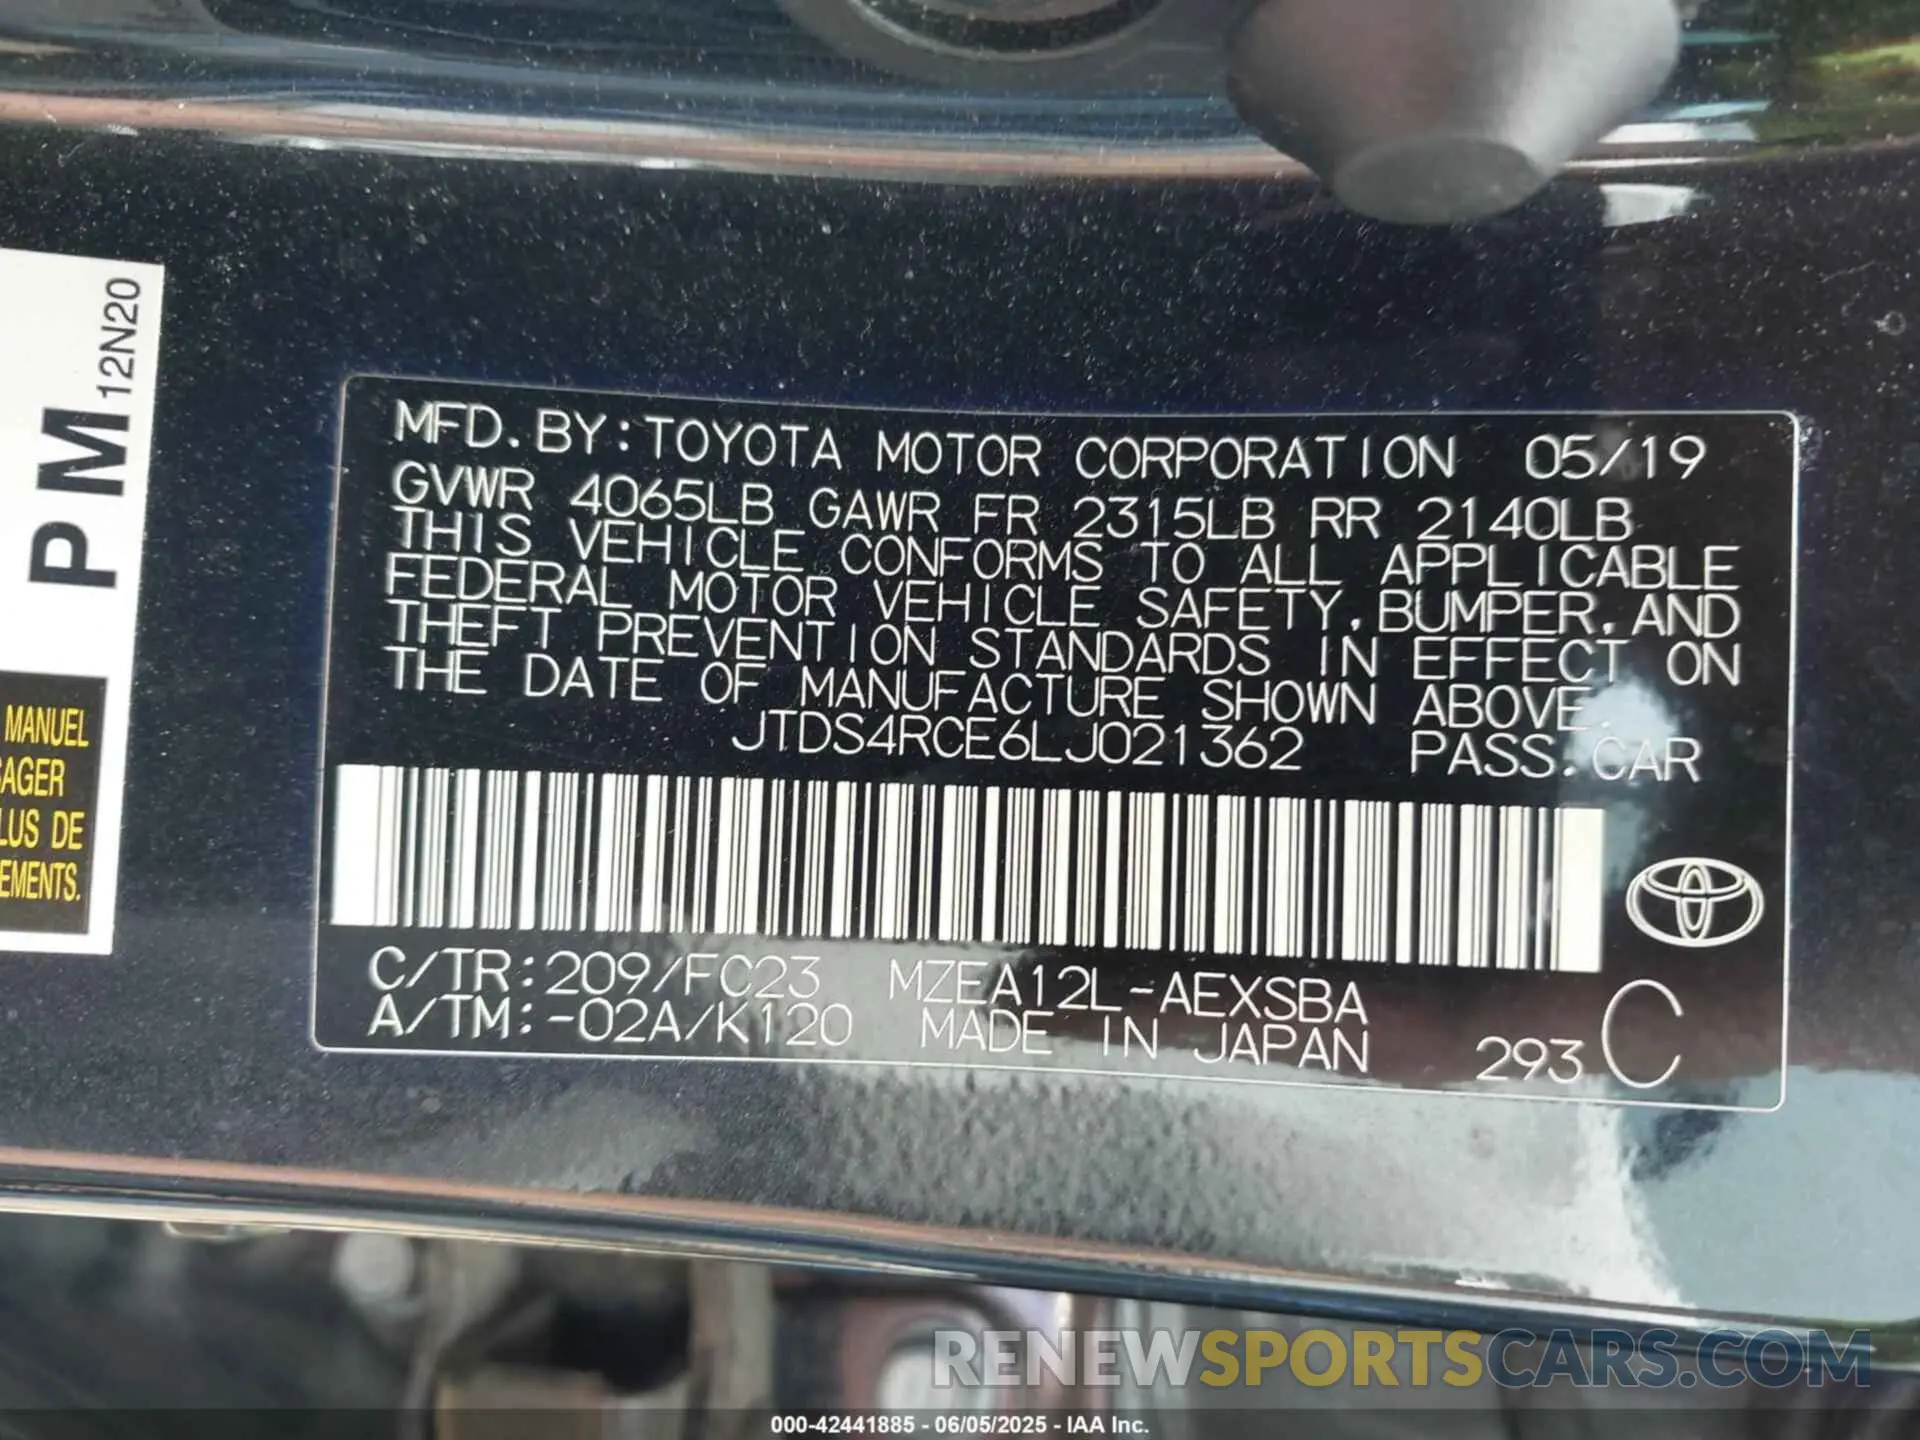 MFD. BY: TOYOTA MOTOR CORPORATION 05/19
GVWR 4065LB GAWR FR 2315LB RR 2140LB
THIS VEHICLE CONFORMS TO ALL APPLICABLE
FEDERAL MOTOR VEHICLE SAFETY, BUMPER, AND
THEFT PREVENTION STANDARDS IN EFFECT ON
THE DATE OF MANUFACTURE SHOWN ABOVE.
JTDS4RCE6LJ021362 PASS. CAR
C/TR: 209/FC23 MZEA12L-AEXSBA
A/TM: -02A/K120 MADE IN JAPAN 293 C
PM 12N20
MANUEL
LUS DE
RENEWSPORTSCARS.COM
000-42441885 - 06/05/2025 - IAA Inc.